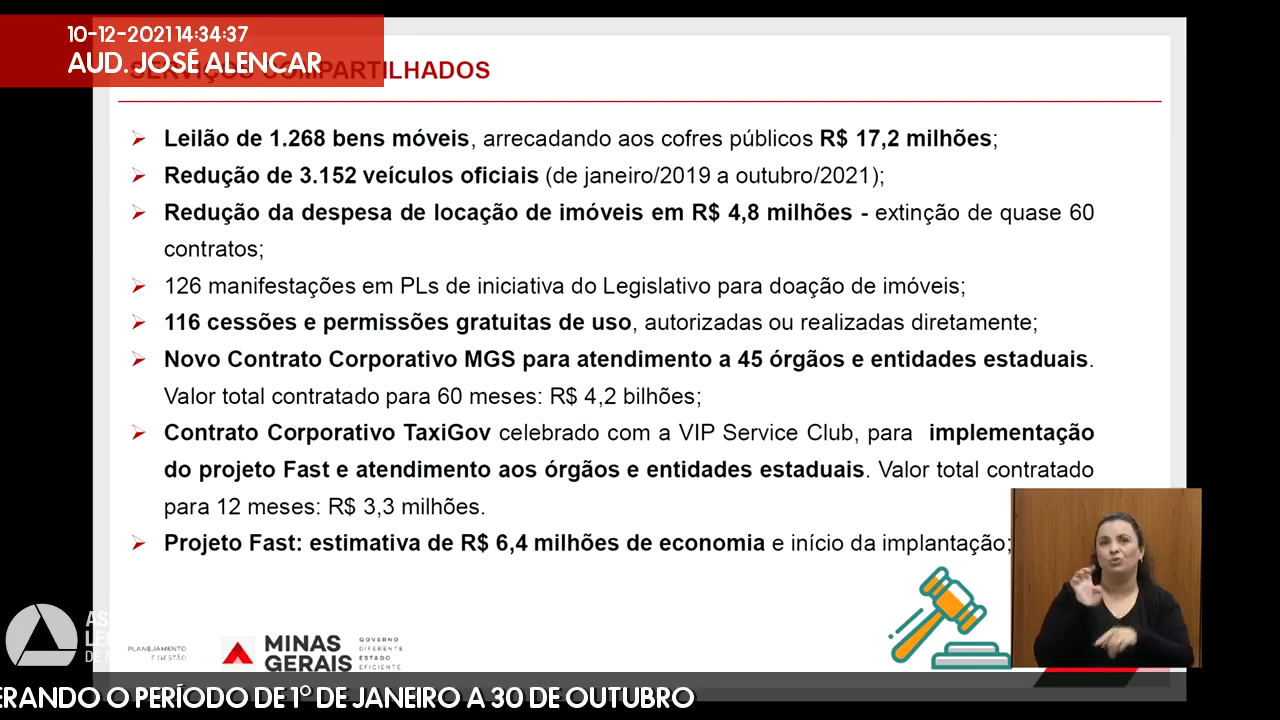 10-12-2021 14:34:37
AUD. JOSÉ ALENCAR
SERVIÇOS COMPARTILHADOS
Leilão de 1.268 bens móveis, arrecadando aos cofres públicos R$ 17,2 milhões;
Redução de 3.152 veículos oficiais (de janeiro/2019 a outubro/2021);
Redução da despesa de locação de imóveis em R$ 4,8 milhões - extinção de quase 60
contratos;
126 manifestações em PLs de iniciativa do Legislativo para doação de imóveis;
116 cessões e permissões gratuitas de uso, autorizadas ou realizadas diretamente;
Novo Contrato Corporativo MGS para atendimento a 45 órgãos e entidades estaduais.
Valor total contratado para 60 meses: R$ 4,2 bilhões;
Contrato Corporativo TaxiGov celebrado com a VIP Service Club, para implementação
do projeto Fast e atendimento aos órgãos e entidades estaduais. Valor total contratado
para 12 meses: R$ 3,3 milhões.
Projeto Fast: estimativa de R$ 6,4 milhões de economia e início da implantação;
PLANEJAMENTO
E GESTÃO
MINAS
GERAIS
GOVERNO
DIFERENTE
ESTADO
EFICIENTE
ERANDO O PERÍODO DE 1º DE JANEIRO A 30 DE OUTUBRO